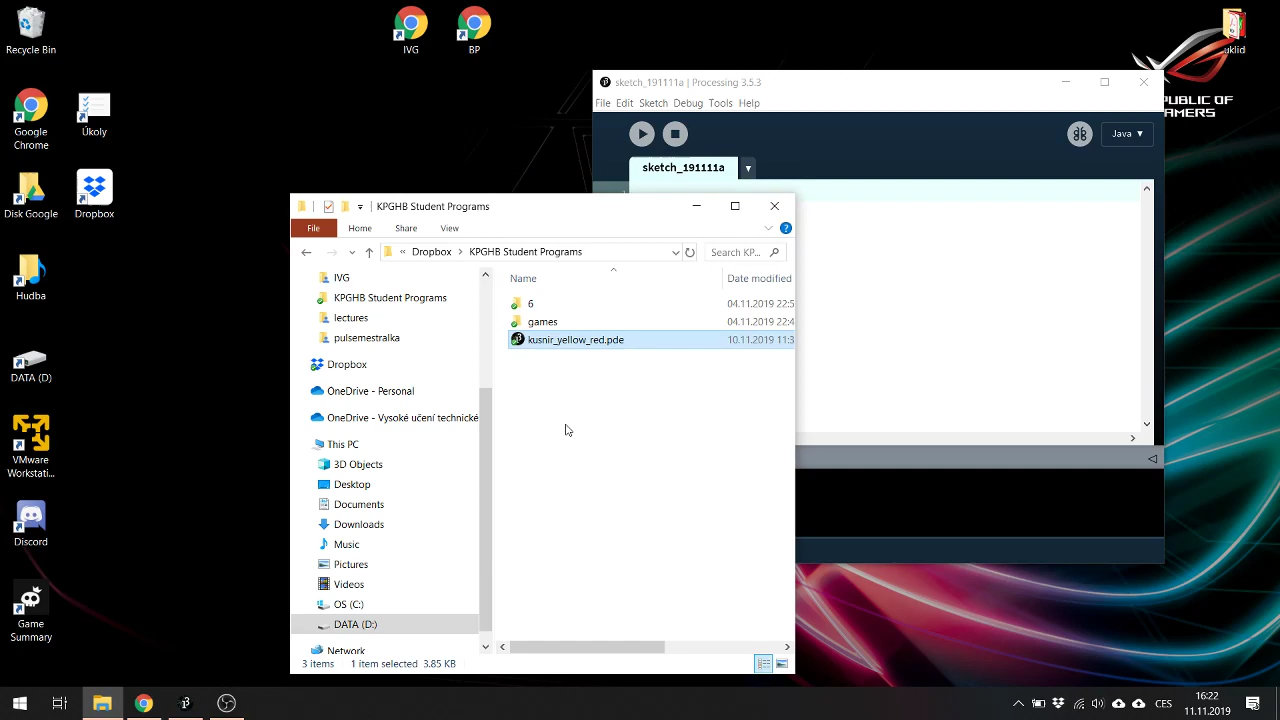 Recycle Bin
IVG
BP
uklid
Google Chrome
Úkoly
Disk Google
Dropbox
Hudba
DATA (D)
VMware Workstati...
Discord
Game Summary
PUBLIC OF
AMERS
sketch_191111a | Processing 3.5.3
File Edit Sketch Debug Tools Help
Java ▼
sketch_191111a ▼
KPGHB Student Programs
File Home Share View
« Dropbox › KPGHB Student Programs
Search KP...
Name Date modified
6 04.11.2019 22:5
games 04.11.2019 22:4
kusnir_yellow_red.pde 10.11.2019 11:3
IVG
KPGHB Student Programs
lectures
pulsemestralka
Dropbox
OneDrive - Personal
OneDrive - Vysoké učení technické
This PC
3D Objects
Desktop
Documents
Downloads
Music
Pictures
Videos
OS (C:)
DATA (D:)
Network
3 items 1 item selected 3.85 KB
CES
16:22
11.11.2019